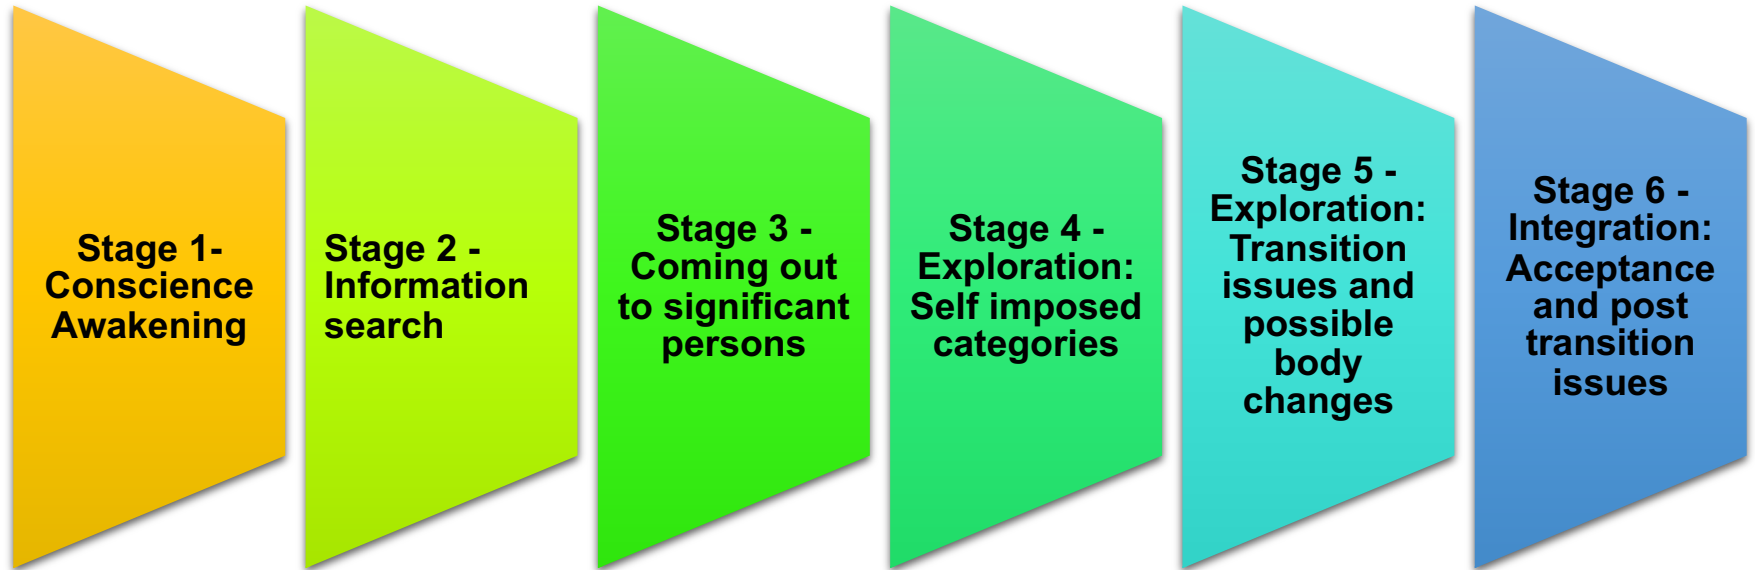 Stage 1-
Conscience
Awakening
Stage 2 -
Information
search
Stage 3 -
Coming out
to significant
persons
Stage 4 -
Exploration:
Self imposed
categories
Stage 5 -
Exploration:
Transition
issues and
possible
body
changes
Stage 6 -
Integration:
Acceptance
and post
transition
issues